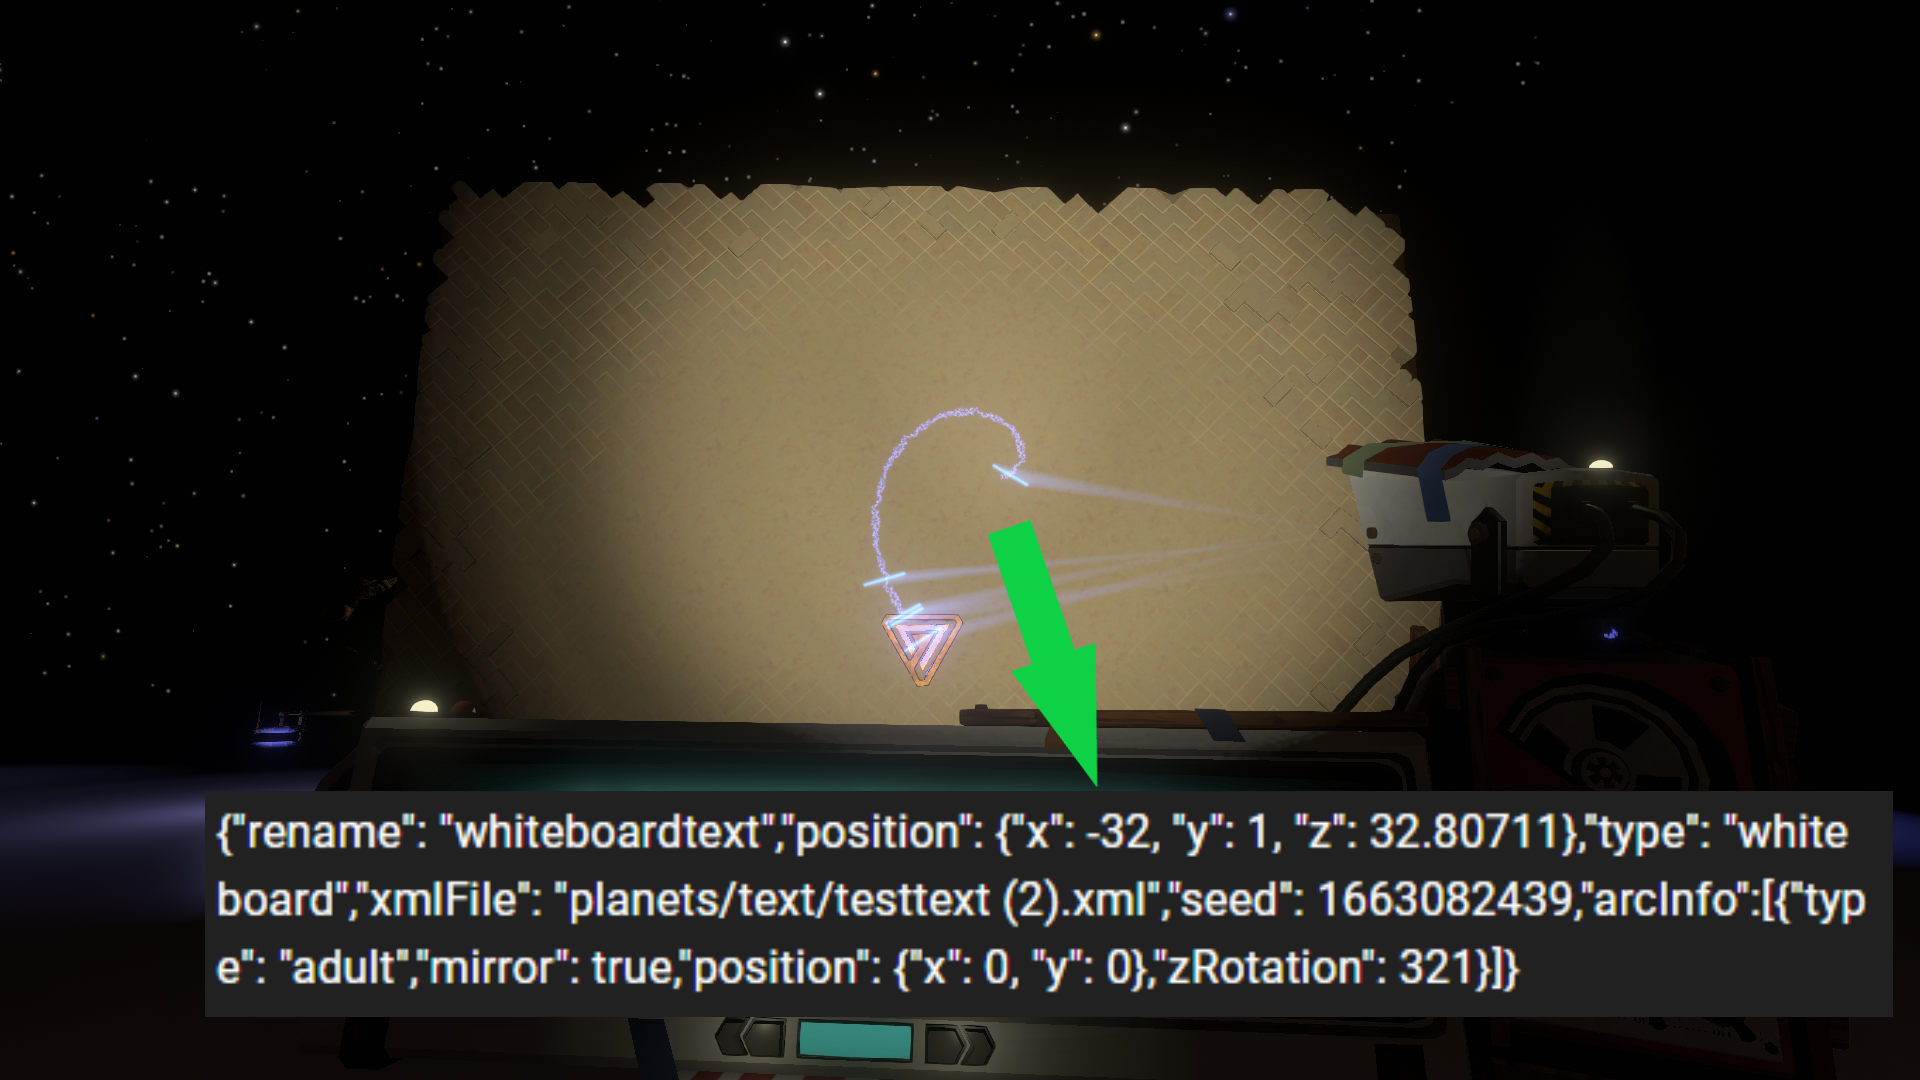 {"rename": "whiteboardtext","position": {"x": -32, "y": 1, "z": 32.80711},"type": "white
board","xmlFile": "planets/text/testtext (2).xml","seed": 1663082439,"arcInfo":[{"typ
e": "adult","mirror": true,"position": {"x": 0, "y": 0},"zRotation": 321}]}